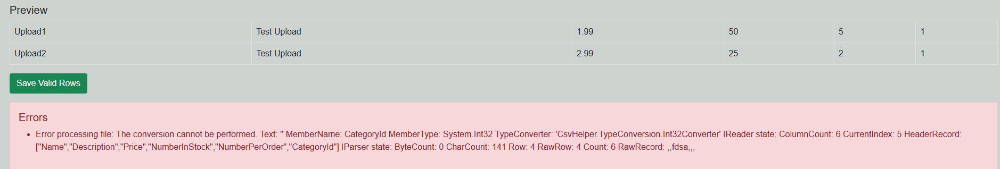 Preview
Upload1 Test Upload 1.99 50 5 1
Upload2 Test Upload 2.99 25 2 1
Save Valid Rows
Errors
Error processing file: The conversion cannot be performed. Text: '' MemberName: CategoryId MemberType: System.Int32 TypeConverter: 'CsvHelper.TypeConversion.Int32Converter' IReader state: ColumnCount: 6 CurrentIndex: 5 HeaderRecord:
["Name","Description","Price","NumberInStock","NumberPerOrder","CategoryId"] IParser state: ByteCount: 0 CharCount: 141 Row: 4 RawRow: 4 Count: 6 RawRecord: ,,fdsa,,,